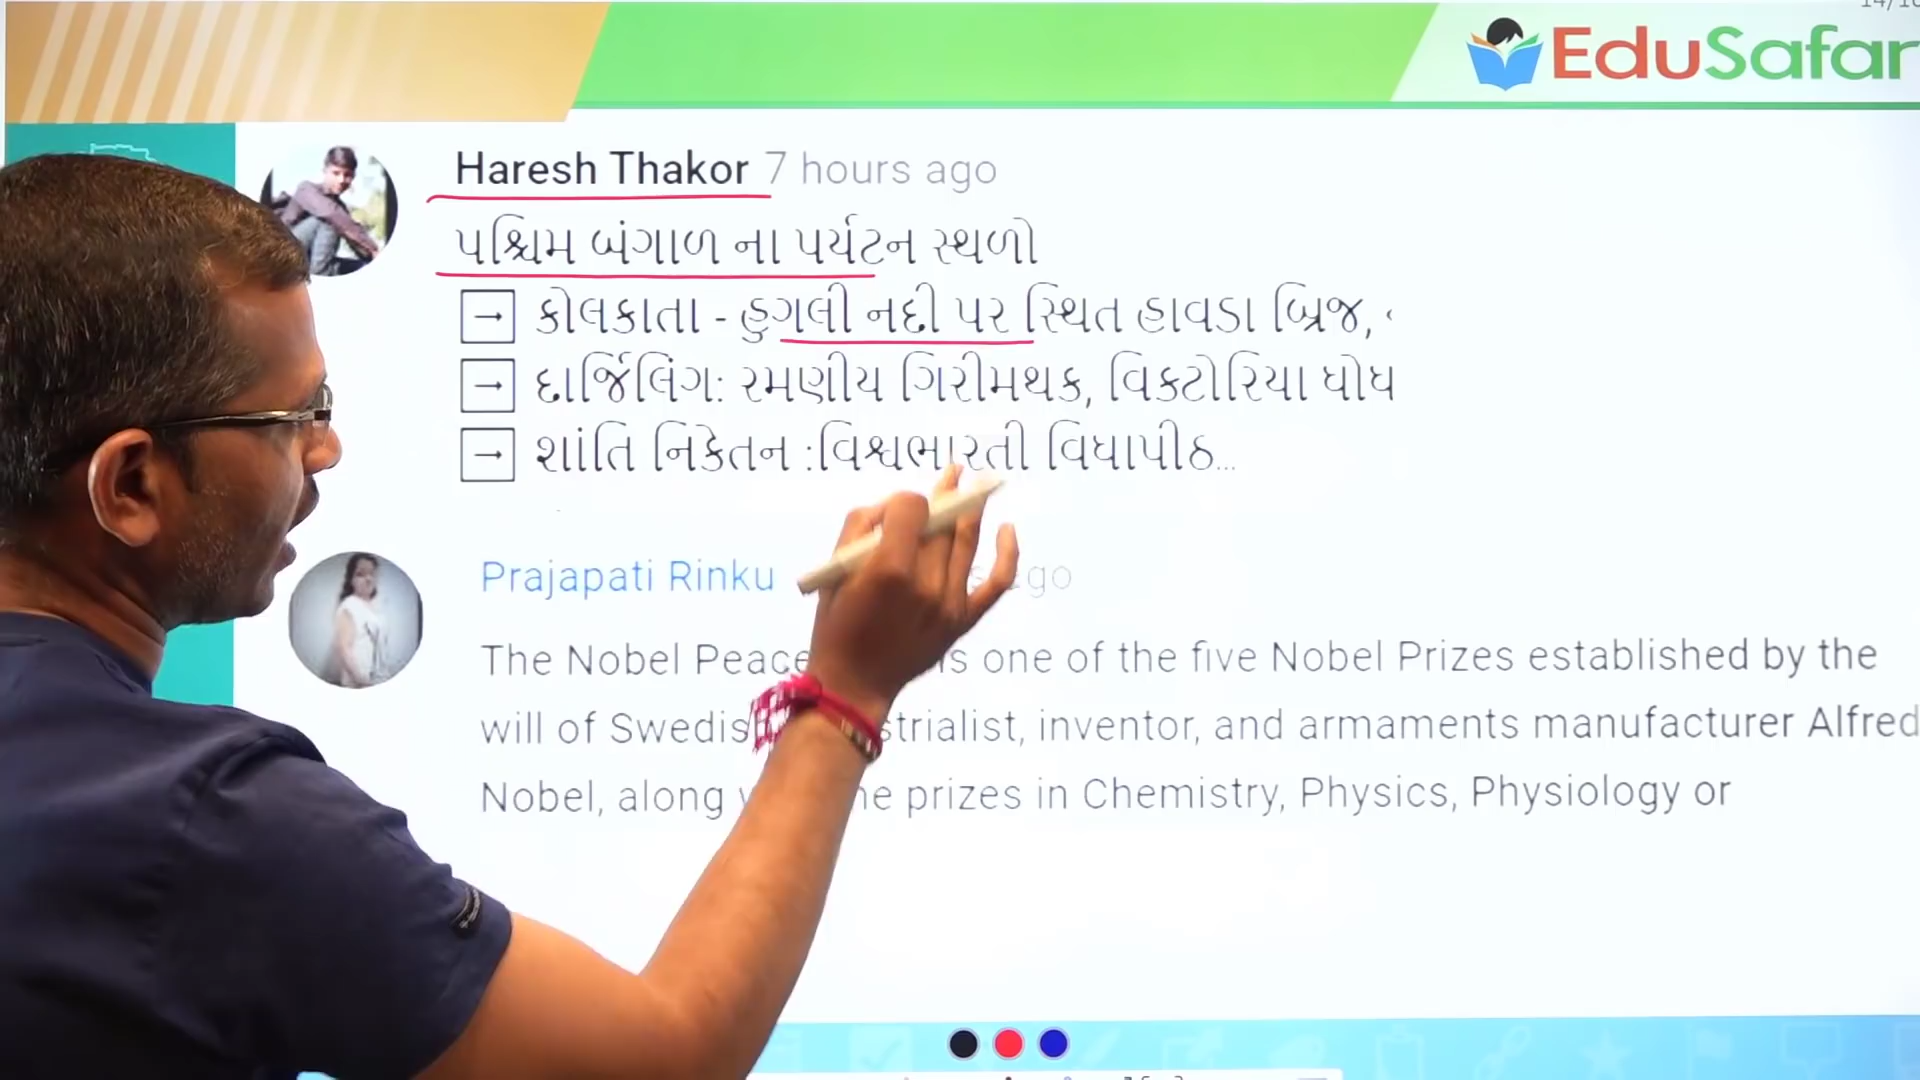 EduSafar
Haresh Thakor 7 hours ago
પશ્ચિમ બંગાળ ના પર્યટન સ્થળો
→ કોલકાતા - હુગલી નદી પર સ્થિત હાવડા બ્રિજ,
→ દાર્જિલિંગ: રમણીય ગિરીમથક, વિક્ટોરિયા ધોધ
→ શાંતિ નિકેતન :વિશ્વભારતી વિધાપીઠ...
Prajapati Rinku ago
The Nobel Peace is one of the five Nobel Prizes established by the
will of inventor, and armaments manufacturer Alfred
Nobel, along prizes in Chemistry, Physics, Physiology or